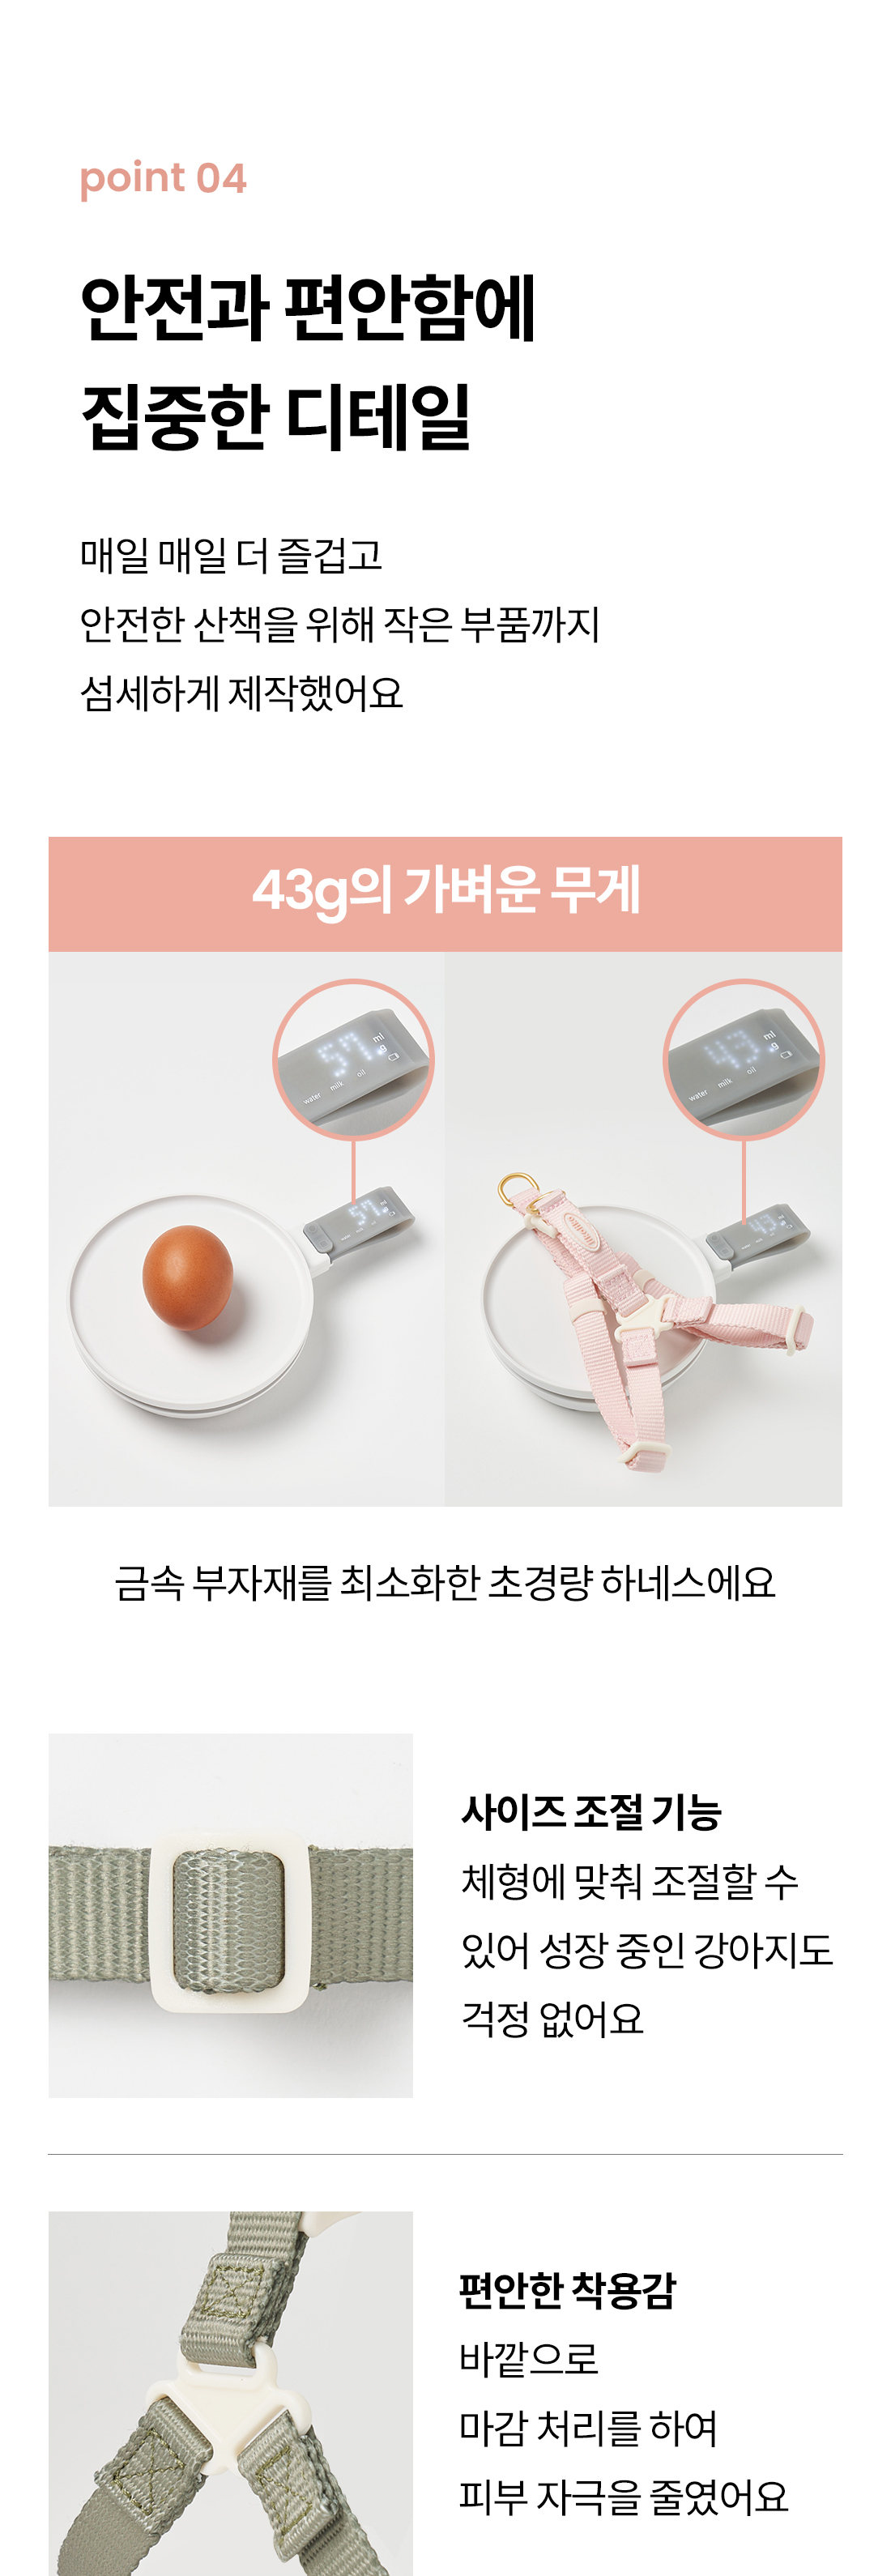 point 04
안전과 편안함에
집중한 디테일
매일 매일 더 즐겁고
안전한 산책을 위해 작은 부품까지
섬세하게 제작했어요
43g의 가벼운 무게
57 ml
g
water milk oil
43 ml
g
water milk oil
금속 부자재를 최소화한 초경량 하네스에요
사이즈 조절 기능
체형에 맞춰 조절할 수
있어 성장 중인 강아지도
걱정 없어요
편안한 착용감
바깥으로
마감 처리를 하여
피부 자극을 줄였어요